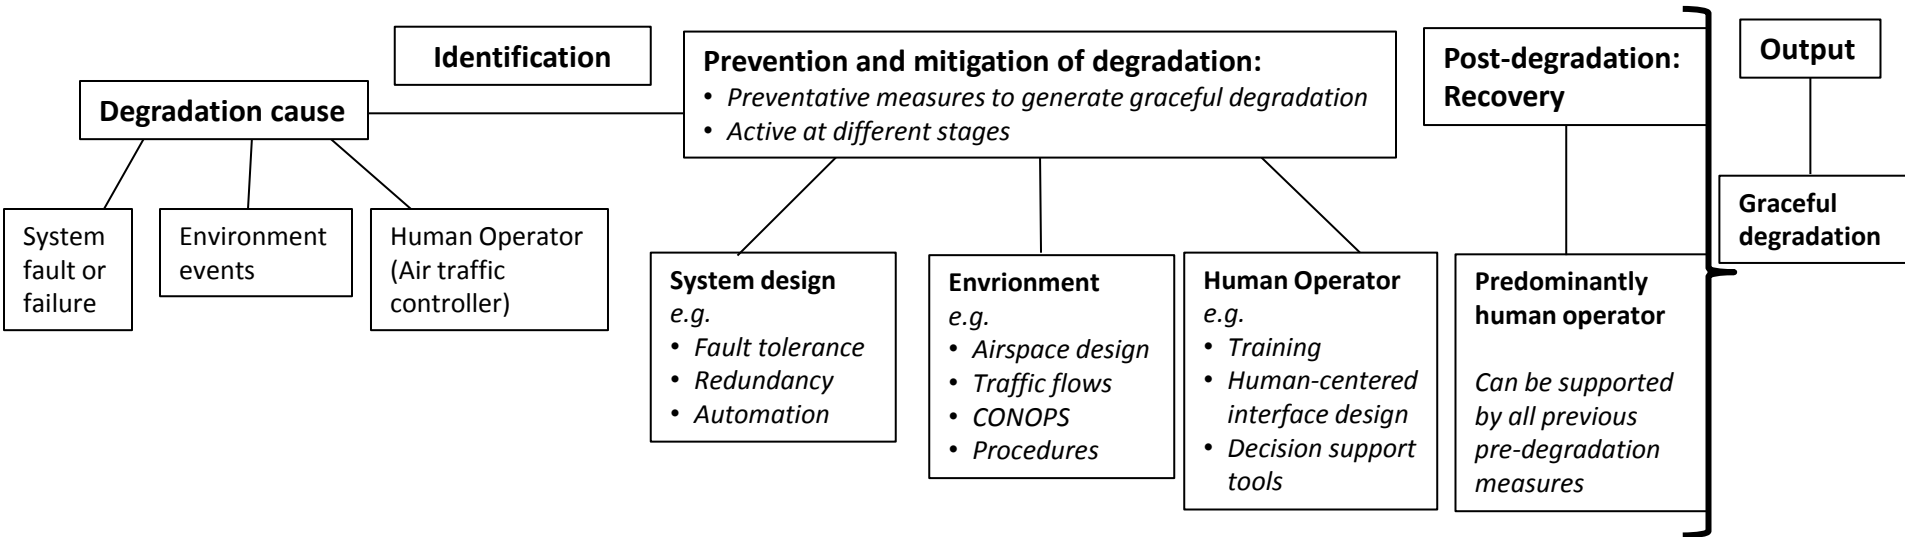 Identification
Degradation cause
System
fault or
failure
Environment
events
Human Operator
(Air traffic
controller)
Prevention and mitigation of degradation:
• Preventative measures to generate graceful degradation
• Active at different stages
System design
e.g.
• Fault tolerance
• Redundancy
• Automation
Envrionment
e.g.
• Airspace design
• Traffic flows
• CONOPS
• Procedures
Human Operator
e.g.
• Training
• Human-centered
interface design
• Decision support
tools
Post-degradation:
Recovery
Predominantly
human operator
Can be supported
by all previous
pre-degradation
measures
Output
Graceful
degradation